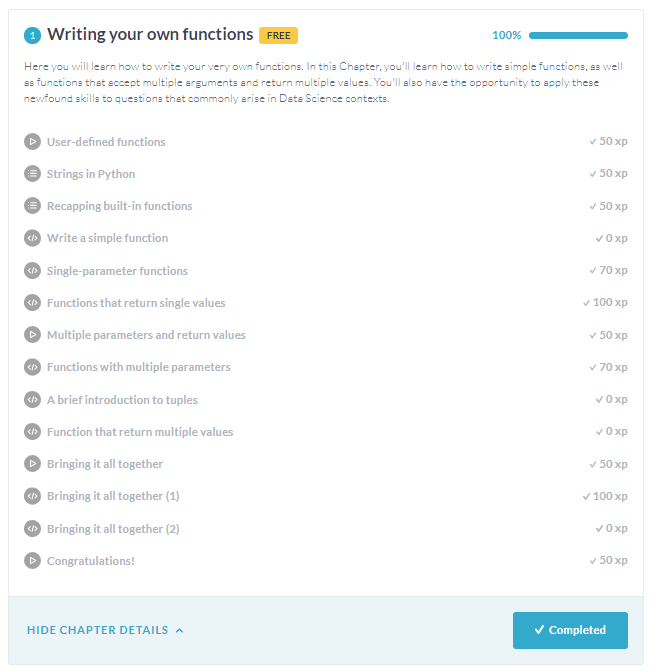 1 Writing your own functions FREE 100%
Here you will learn how to write your very own functions. In this Chapter, you'll learn how to write simple functions, as well
as functions that accept multiple arguments and return multiple values. You'll also have the opportunity to apply these
newfound skills to questions that commonly arise in Data Science contexts.
User-defined functions ✓ 50 xp
Strings in Python ✓ 50 xp
Recapping built-in functions ✓ 50 xp
Write a simple function ✓ 0 xp
Single-parameter functions ✓ 70 xp
Functions that return single values ✓ 100 xp
Multiple parameters and return values ✓ 50 xp
Functions with multiple parameters ✓ 70 xp
A brief introduction to tuples ✓ 0 xp
Function that return multiple values ✓ 0 xp
Bringing it all together ✓ 50 xp
Bringing it all together (1) ✓ 100 xp
Bringing it all together (2) ✓ 0 xp
Congratulations! ✓ 50 xp
HIDE CHAPTER DETAILS ✓ Completed